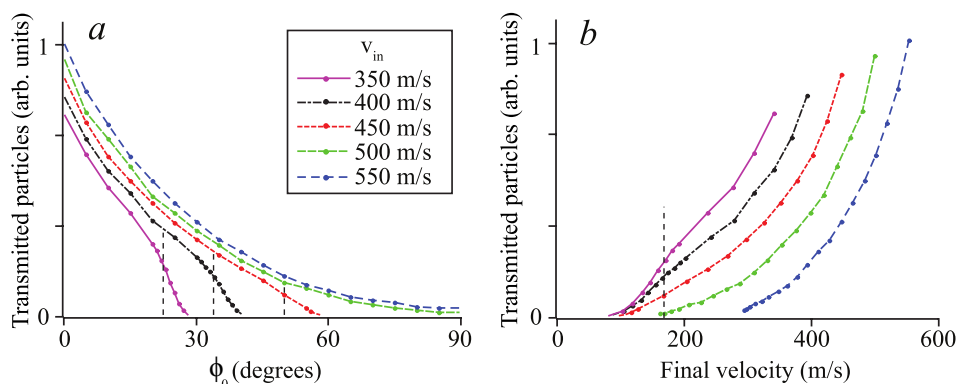 a
v_in
350 m/s
400 m/s
450 m/s
500 m/s
550 m/s
Transmitted particles (arb. units)
1
0
0 30 60 90
ϕ_0 (degrees)
b
Transmitted particles (arb. units)
1
0
0 200 400 600
Final velocity (m/s)